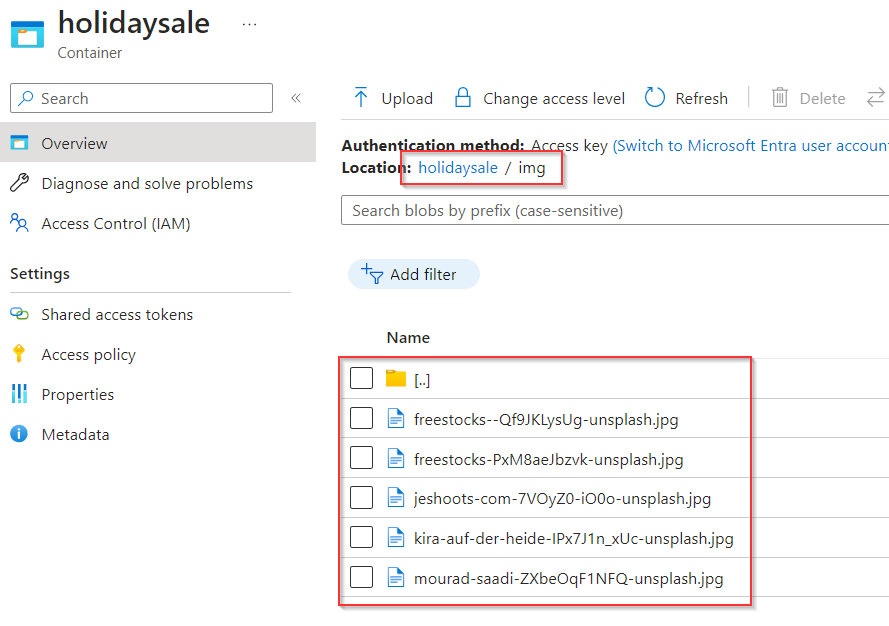 holidaysale ...
Container
Search «
Upload Change access level Refresh Delete
Overview
Authentication method: Access key (Switch to Microsoft Entra user account
Location: holidaysale / img
Diagnose and solve problems
Search blobs by prefix (case-sensitive)
Access Control (IAM)
Settings
Add filter
Shared access tokens
Name
Access policy
[..]
Properties
freestocks--Qf9JKLysUg-unsplash.jpg
Metadata
freestocks-PxM8aeJbzvk-unsplash.jpg
jeshoots-com-7VOyZ0-iO0o-unsplash.jpg
kira-auf-der-heide-IPx7J1n_xUc-unsplash.jpg
mourad-saadi-ZXbeOqF1NFQ-unsplash.jpg